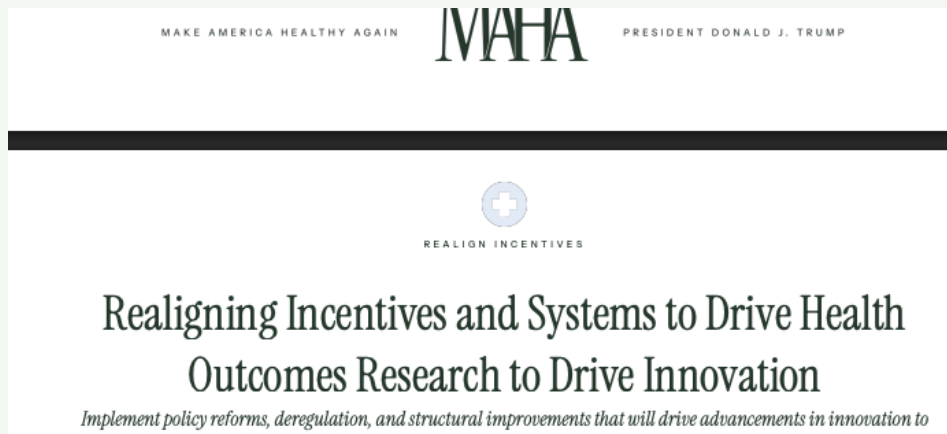 MAKE AMERICA HEALTHY AGAIN MAHA PRESIDENT DONALD J. TRUMP
REALIGN INCENTIVES
Realigning Incentives and Systems to Drive Health
Outcomes Research to Drive Innovation
Implement policy reforms, deregulation, and structural improvements that will drive advancements in innovation to